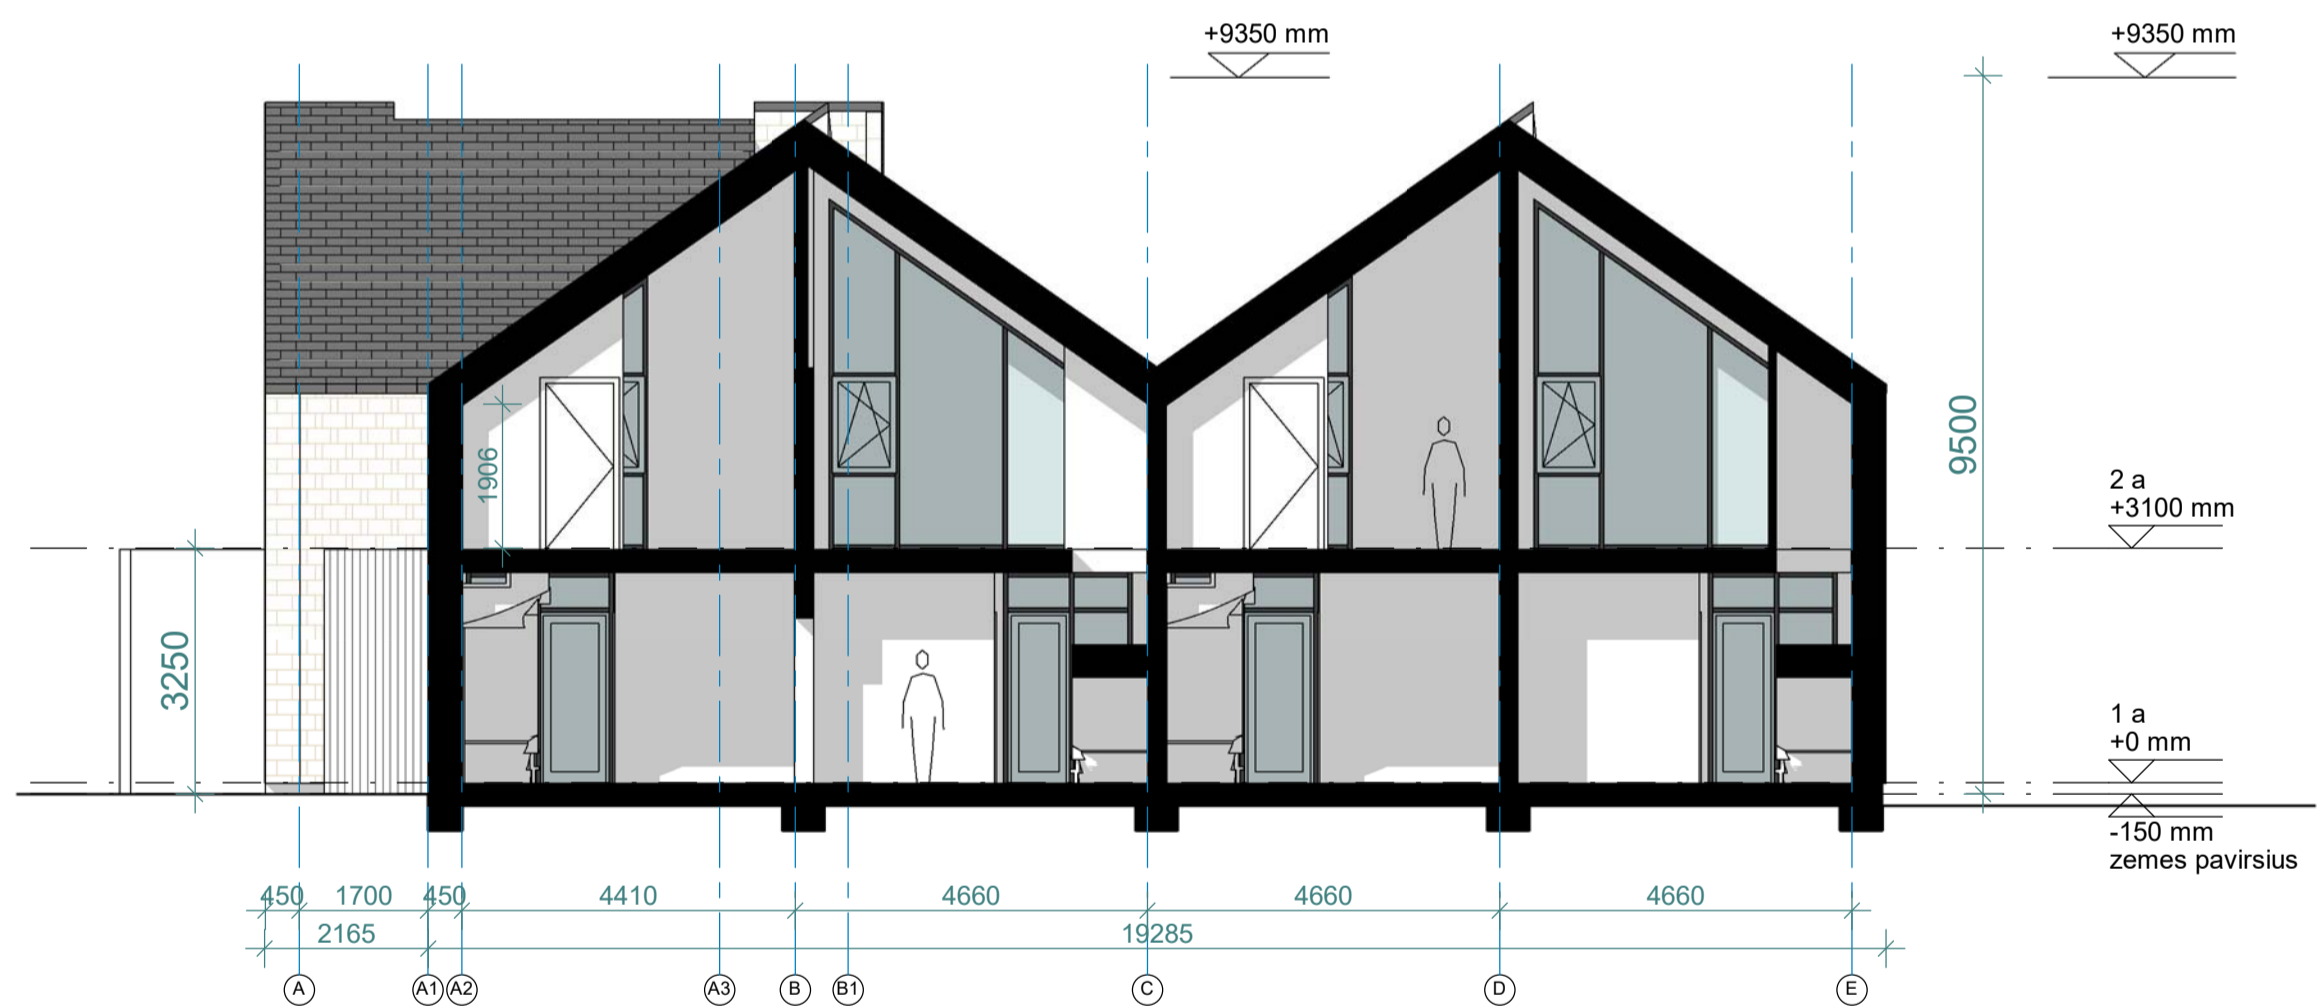 +9350 mm
+9350 mm
9500
2 a
+3100 mm
1906
3250
1 a
+0 mm
-150 mm
zemes pavirsius
450 1700 450 4410 4660 4660 4660
2165 19285
A A1 A2 A3 B B1 C D E